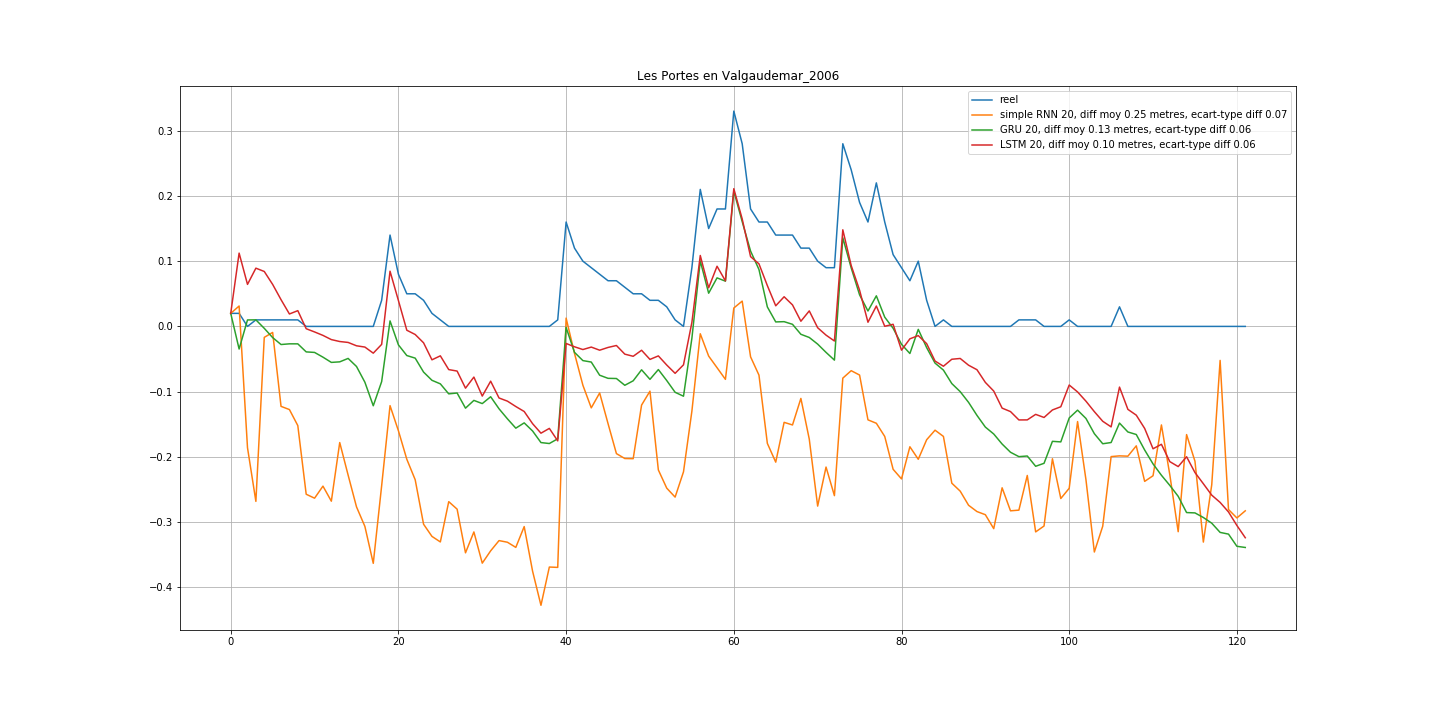 Les Portes en Valgaudemar_2006
reel
simple RNN 20, diff moy 0.25 metres, ecart-type diff 0.07
GRU 20, diff moy 0.13 metres, ecart-type diff 0.06
LSTM 20, diff moy 0.10 metres, ecart-type diff 0.06
0.3
0.2
0.1
0.0
−0.1
−0.2
−0.3
−0.4
0 20 40 60 80 100 120